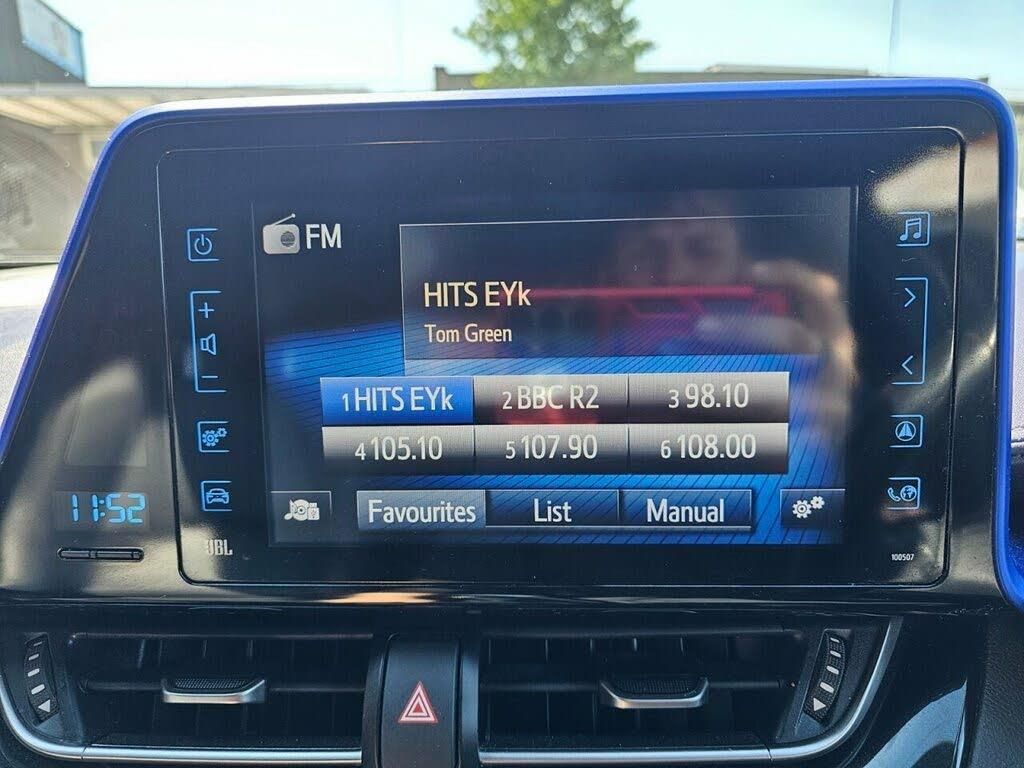 FM
HITS EYk
Tom Green
1 HITS EYk 2 BBC R2 3 98.10
4 105.10 5 107.90 6 108.00
Favourites List Manual
11:52
JBL
100507